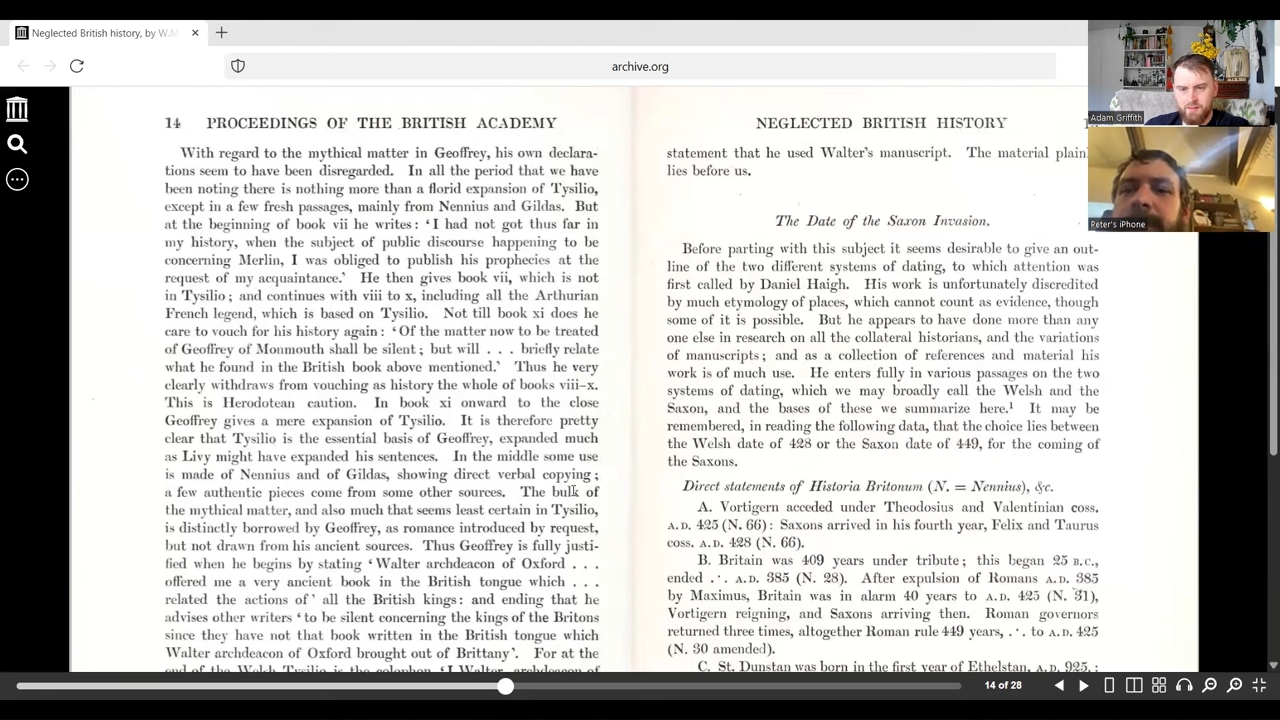 Neglected British history, by W.M
archive.org
Adam Griffith
Peter's iPhone
14 PROCEEDINGS OF THE BRITISH ACADEMY
With regard to the mythical matter in Geoffrey, his own declara-
tions seem to have been disregarded. In all the period that we have
been noting there is nothing more than a florid expansion of Tysilio,
except in a few fresh passages, mainly from Nennius and Gildas. But
at the beginning of book vii he writes: ‘I had not got thus far in
my history, when the subject of public discourse happening to be
concerning Merlin, I was obliged to publish his prophecies at the
request of my acquaintance.’ He then gives book vii, which is not
in Tysilio; and continues with viii to x, including all the Arthurian
French legend, which is based on Tysilio. Not till book xi does he
care to vouch for his history again: ‘Of the matter now to be treated
of Geoffrey of Monmouth shall be silent; but will . . . briefly relate
what he found in the British book above mentioned.’ Thus he very
clearly withdraws from vouching as history the whole of books viii–x.
This is Herodotean caution. In book xi onward to the close
Geoffrey gives a mere expansion of Tysilio. It is therefore pretty
clear that Tysilio is the essential basis of Geoffrey, expanded much
as Livy might have expanded his sentences. In the middle some use
is made of Nennius and of Gildas, showing direct verbal copying;
a few authentic pieces come from some other sources. The bulk of
the mythical matter, and also much that seems least certain in Tysilio,
is distinctly borrowed by Geoffrey, as romance introduced by request,
but not drawn from his ancient sources. Thus Geoffrey is fully justi-
fied when he begins by stating ‘Walter archdeacon of Oxford . . .
offered me a very ancient book in the British tongue which . . .
related the actions of’ all the British kings: and ending that he
advises other writers ‘to be silent concerning the kings of the Britons
since they have not that book written in the British tongue which
Walter archdeacon of Oxford brought out of Brittany’. For at the
end of the Welsh Tysilio is the colophon ‘I Walter, archdeacon of
NEGLECTED BRITISH HISTORY
statement that he used Walter's manuscript. The material plainl
lies before us.
The Date of the Saxon Invasion.
Before parting with this subject it seems desirable to give an out-
line of the two different systems of dating, to which attention was
first called by Daniel Haigh. His work is unfortunately discredited
by much etymology of places, which cannot count as evidence, though
some of it is possible. But he appears to have done more than any
one else in research on all the collateral historians, and the variations
of manuscripts; and as a collection of references and material his
work is of much use. He enters fully in various passages on the two
systems of dating, which we may broadly call the Welsh and the
Saxon, and the bases of these we summarize here.¹ It may be
remembered, in reading the following data, that the choice lies between
the Welsh date of 428 or the Saxon date of 449, for the coming of
the Saxons.
Direct statements of Historia Britonum (N. = Nennius), &c.
A. Vortigern acceded under Theodosius and Valentinian coss.
A.D. 425 (N. 66): Saxons arrived in his fourth year, Felix and Taurus
coss. A.D. 428 (N. 66).
B. Britain was 409 years under tribute; this began 25 B.C.,
ended ∴ A.D. 385 (N. 28). After expulsion of Romans A.D. 385
by Maximus, Britain was in alarm 40 years to A.D. 425 (N. 31),
Vortigern reigning, and Saxons arriving then. Roman governors
returned three times, altogether Roman rule 449 years, ∴ to A.D. 425
(N. 30 amended).
C. St. Dunstan was born in the first year of Ethelstan, A.D. 925,:
14 of 28